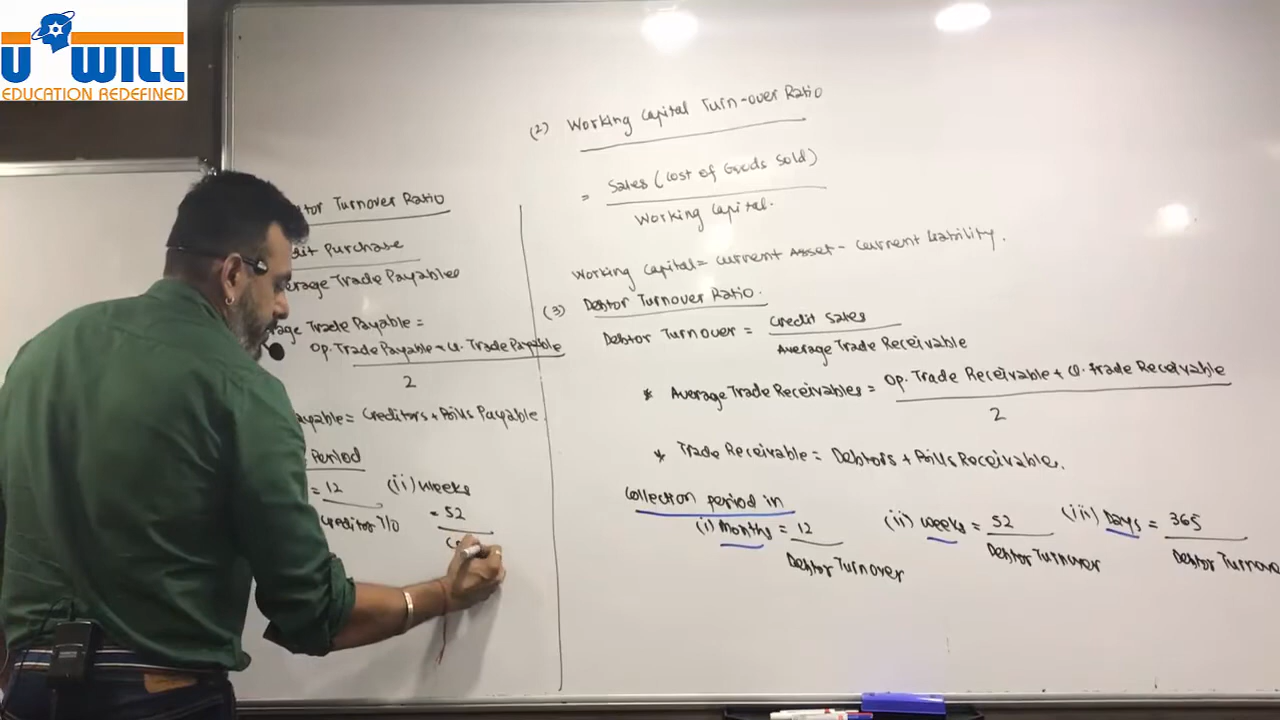 U WILL
EDUCATION REDEFINED
tor Turnover Ratio
dit Purchase
erage Trade Payables
rage Trade Payable =
Op. Trade Payable + Cl. Trade Payable
2
ayable = Creditors + Bills Payable.
Period
= 12
Creditor T/O
(ii) Weeks
= 52
(2) Working Capital Turn-over Ratio
= Sales (Cost of Goods Sold)
Working Capital.
Working Capital = Current Asset - Current Liability.
(3) Debtor Turnover Ratio.
Debtor Turnover = Credit Sales
Average Trade Receivable
* Average Trade Receivables = Op. Trade Receivable + Cl. Trade Receivable
2
* Trade Receivable = Debtors + Bills Receivable.
Collection period in
(i) Months = 12
Debtor Turnover
(ii) Weeks = 52
Debtor Turnover
(iii) Days = 365
Debtor Turnove